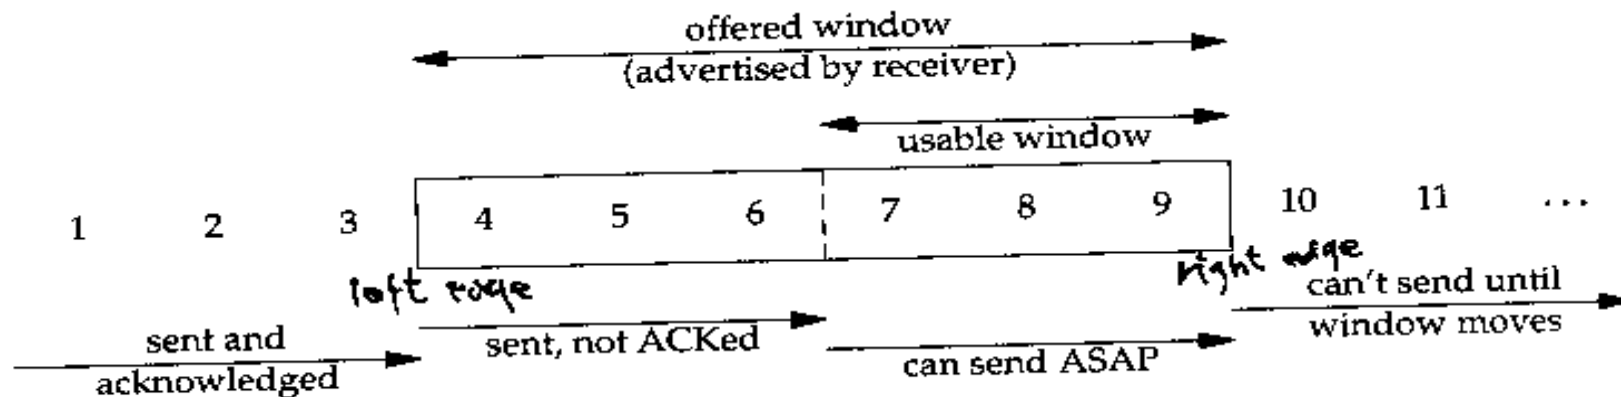 offered window
(advertised by receiver)
usable window
1 2 3 4 5 6 7 8 9 10 11 ...
left edge
right edge
sent and
acknowledged
sent, not ACKed
can send ASAP
can't send until
window moves